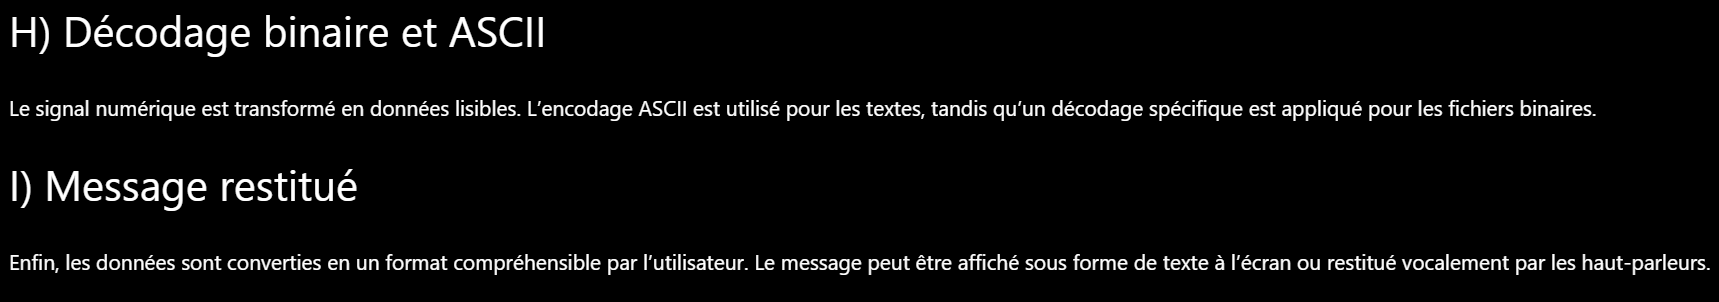 H) Décodage binaire et ASCII
Le signal numérique est transformé en données lisibles. L’encodage ASCII est utilisé pour les textes, tandis qu’un décodage spécifique est appliqué pour les fichiers binaires.
I) Message restitué
Enfin, les données sont converties en un format compréhensible par l’utilisateur. Le message peut être affiché sous forme de texte à l’écran ou restitué vocalement par les haut-parleurs.